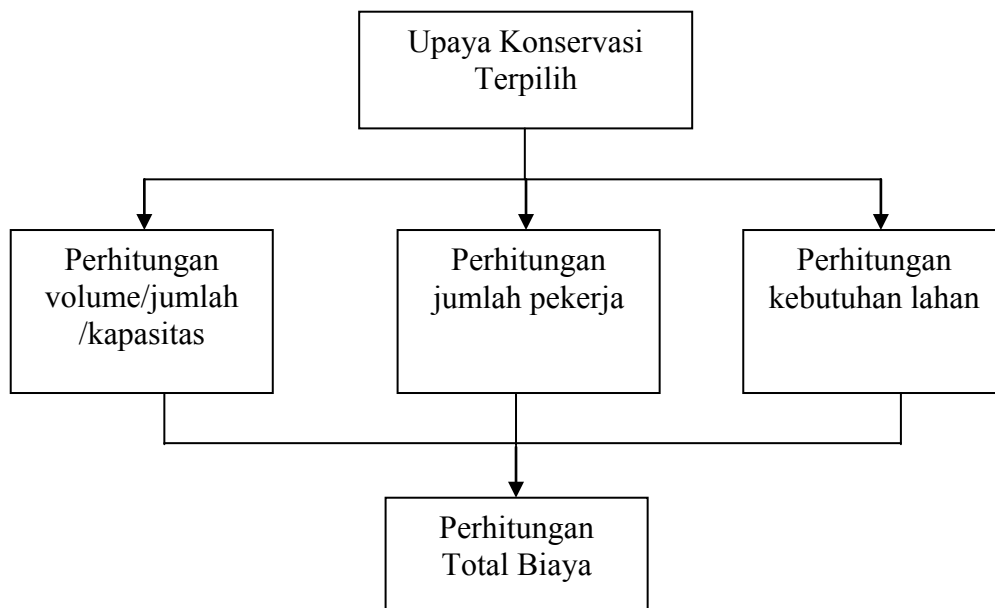 Upaya Konservasi
Terpilih
Perhitungan
volume/jumlah
/kapasitas
Perhitungan
jumlah pekerja
Perhitungan
kebutuhan lahan
Perhitungan
Total Biaya